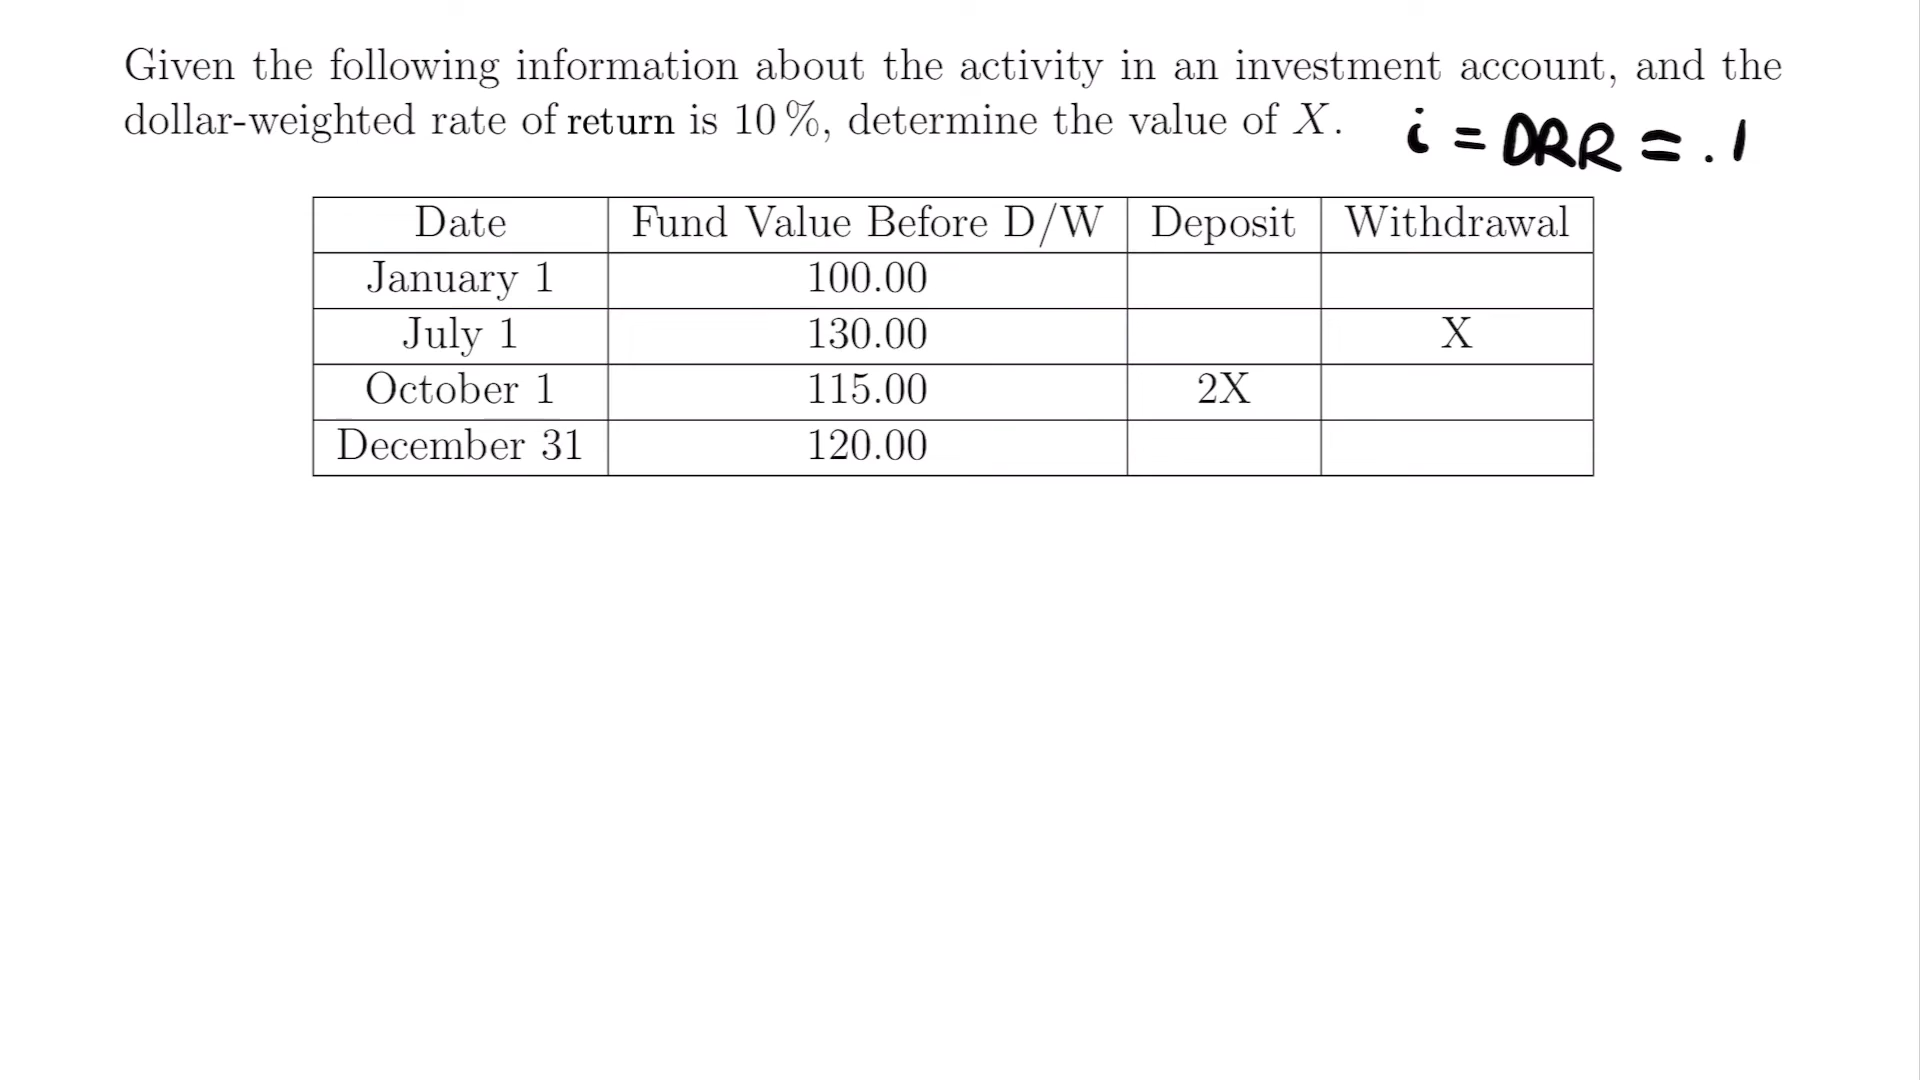 Given the following information about the activity in an investment account, and the
dollar-weighted rate of return is 10%, determine the value of X.
i = DRR = .1
Date Fund Value Before D/W Deposit Withdrawal
January 1 100.00
July 1 130.00 X
October 1 115.00 2X
December 31 120.00